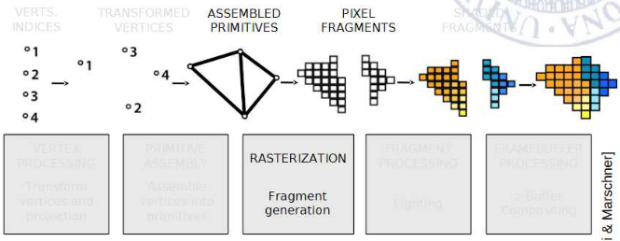 VERTS. INDICES
TRANSFORMED VERTICES
ASSEMBLED PRIMITIVES
PIXEL FRAGMENTS
SHADED FRAGMENTS
1
2
3
4
1
3
4
2
VERTEX PROCESSING
Transform vertices and projection
PRIMITIVE ASSEMBLY
Assemble vertices into primitives
RASTERIZATION
Fragment generation
FRAGMENT PROCESSING
Lighting
FRAMEBUFFER PROCESSING
z-Buffer Compositing
i & Marschner]